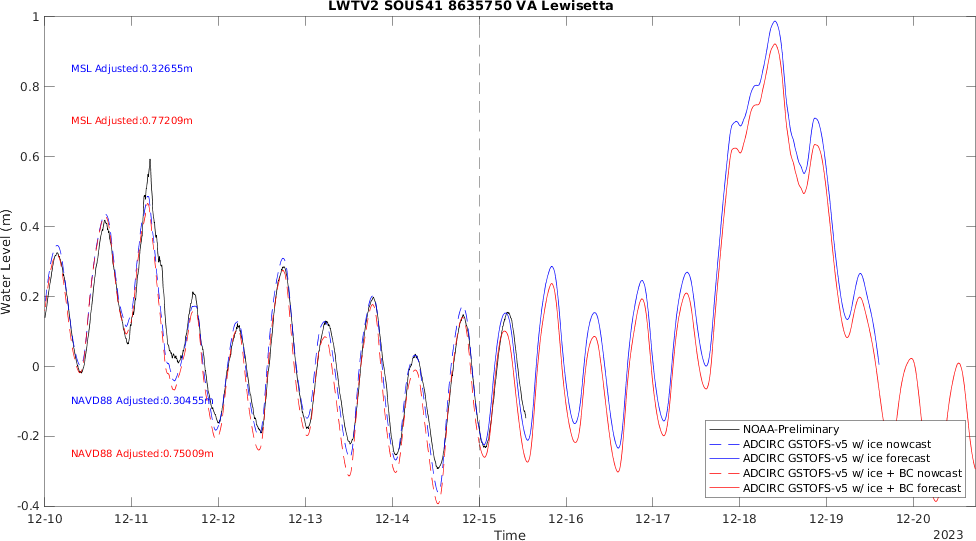 LWTV2 SOUS41 8635750 VA Lewisetta
1
0.8
0.6
0.4
0.2
0
-0.2
-0.4
Water Level (m)
MSL Adjusted:0.32655m
MSL Adjusted:0.77209m
NAVD88 Adjusted:0.30455m
NAVD88 Adjusted:0.75009m
NOAA-Preliminary
ADCIRC GSTOFS-v5 w/ ice nowcast
ADCIRC GSTOFS-v5 w/ ice forecast
ADCIRC GSTOFS-v5 w/ ice + BC nowcast
ADCIRC GSTOFS-v5 w/ ice + BC forecast
12-10 12-11 12-12 12-13 12-14 12-15 12-16 12-17 12-18 12-19 12-20
Time
2023